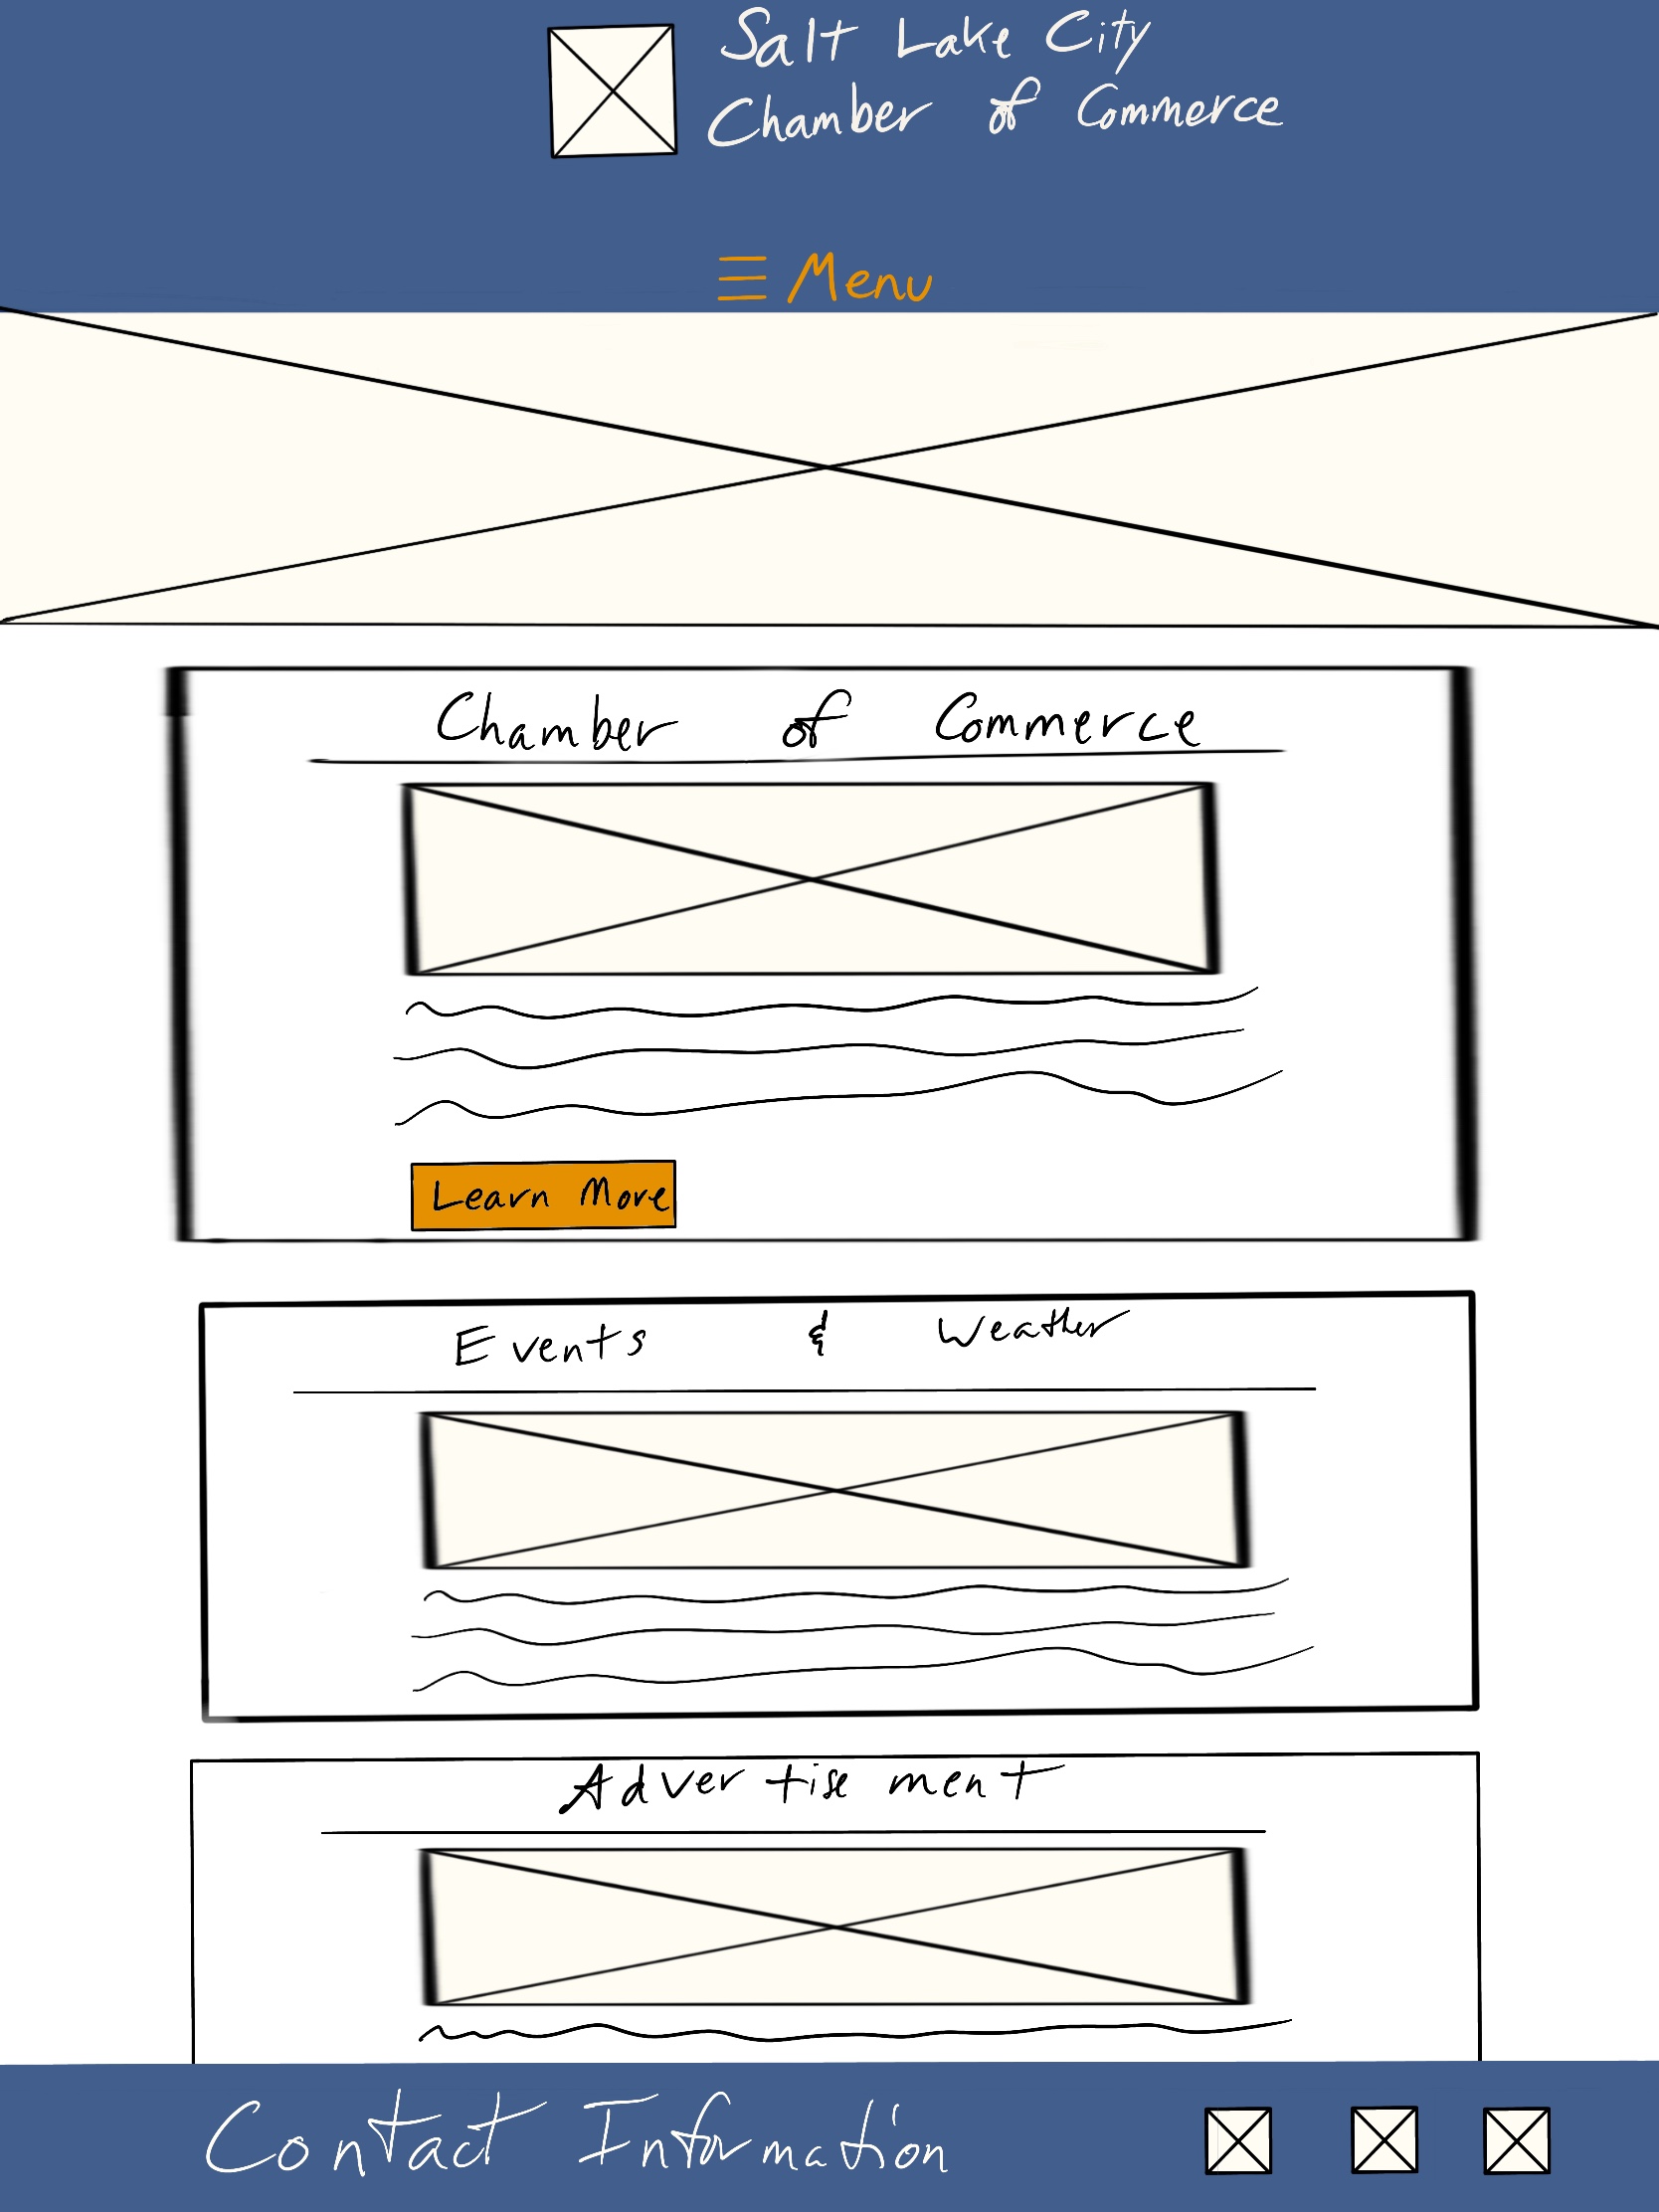 Salt Lake City
Chamber of Commerce
Menu
Chamber of Commerce
Learn More
Events & Weather
Advertisement
Contact Information